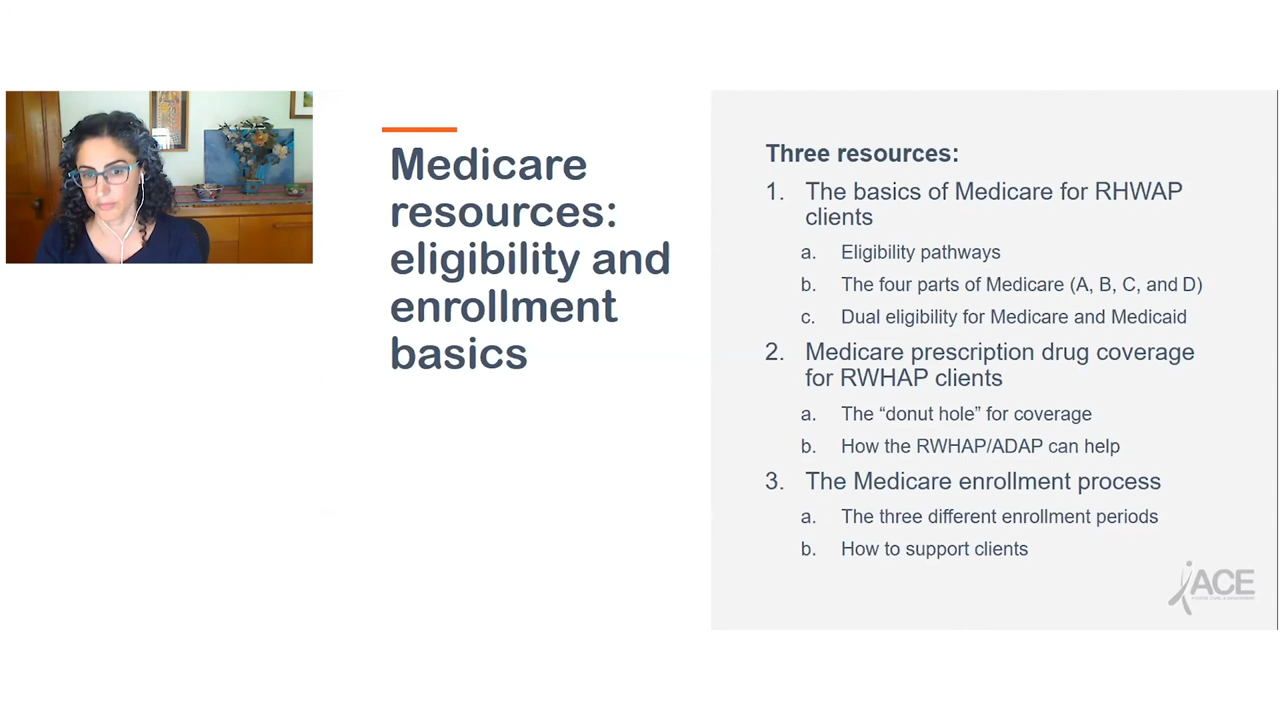 Medicare
resources:
eligibility and
enrollment
basics
Three resources:
1. The basics of Medicare for RHWAP
clients
a. Eligibility pathways
b. The four parts of Medicare (A, B, C, and D)
c. Dual eligibility for Medicare and Medicaid
2. Medicare prescription drug coverage
for RWHAP clients
a. The “donut hole” for coverage
b. How the RWHAP/ADAP can help
3. The Medicare enrollment process
a. The three different enrollment periods
b. How to support clients
ACE